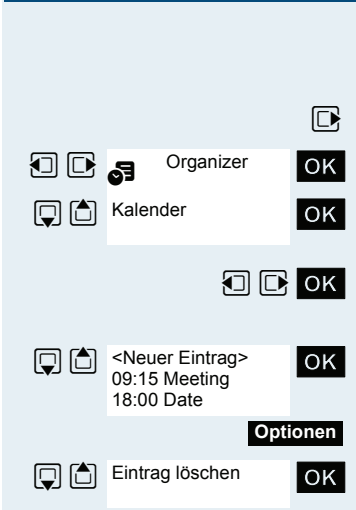 Organizer OK
Kalender OK
OK
<Neuer Eintrag> OK
09:15 Meeting
18:00 Date
Optionen
Eintrag löschen OK